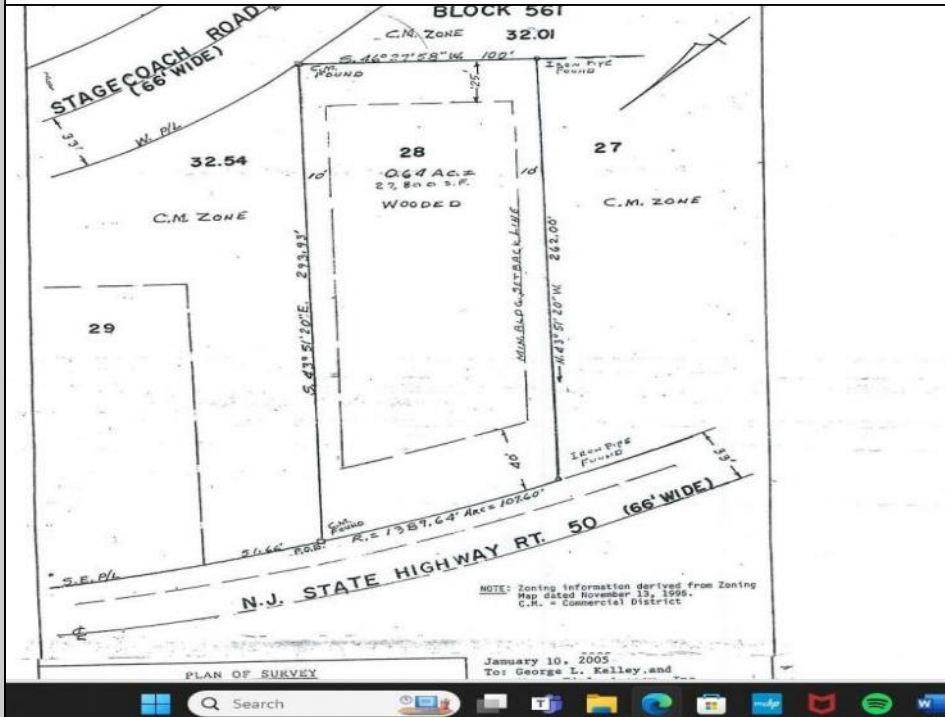 BLOCK 561
C.M. ZONE 32.01
STAGECOACH ROAD
(66' WIDE)
S. 46° 27' 58" W. 100'
C.M. FOUND
IRON PIPE FOUND
25'
33'
W. P/L
32.54
28
27
0.64 AC.±
27,800 S.F.
WOODED
10'
10'
C.M. ZONE
C.M. ZONE
S. 43° 51' 20" E. 293.93'
MIN. BLDG. SETBACK LINE
N. 43° 51' 20" W. 262.00'
29
40'
IRON PIPE FOUND
33'
C.M. FOUND
51.66' P.O.B.
R. = 1389.64' ARC = 107.60'
S.E. P/L
N.J. STATE HIGHWAY RT. 50 (66' WIDE)
NOTE: Zoning information derived from Zoning
Map dated November 13, 1995.
C.M. = Commercial District
PLAN OF SURVEY
January 10, 2005
To: George L. Kelley and
Search